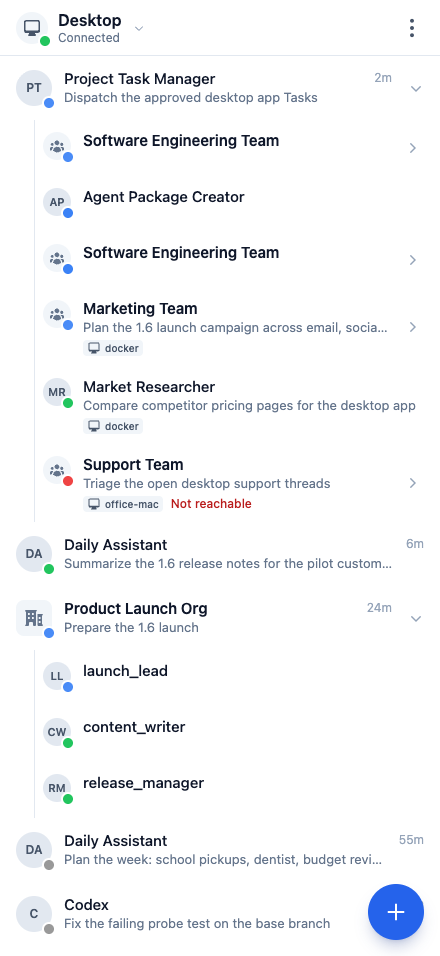 Desktop
Connected
PT
Project Task Manager
2m
Dispatch the approved desktop app Tasks
Software Engineering Team
AP
Agent Package Creator
Software Engineering Team
Marketing Team
Plan the 1.6 launch campaign across email, socia...
docker
MR
Market Researcher
Compare competitor pricing pages for the desktop app
docker
Support Team
Triage the open desktop support threads
office-mac Not reachable
DA
Daily Assistant
6m
Summarize the 1.6 release notes for the pilot custom...
Product Launch Org
24m
Prepare the 1.6 launch
LL
launch_lead
CW
content_writer
RM
release_manager
DA
Daily Assistant
55m
Plan the week: school pickups, dentist, budget revi...
C
Codex
Fix the failing probe test on the base branch